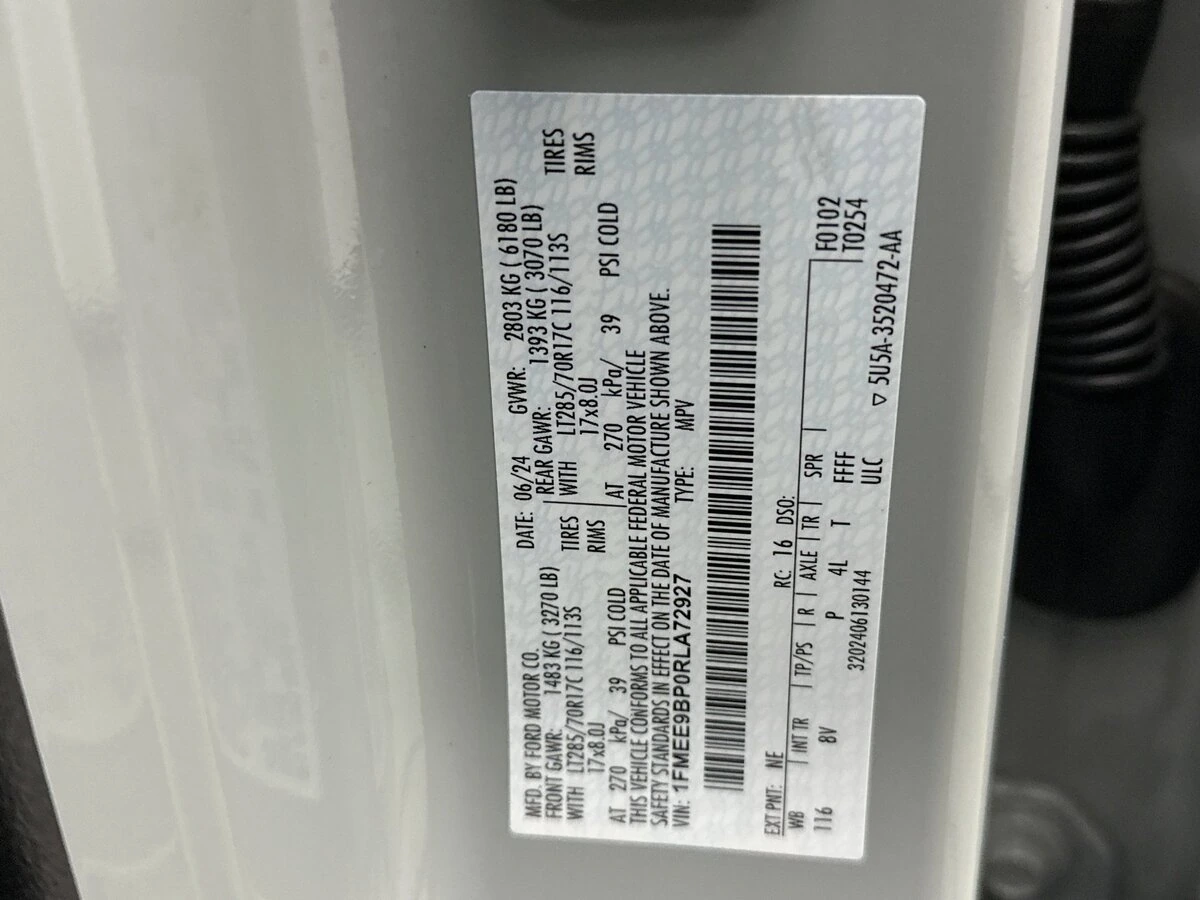 MFD. BY FORD MOTOR CO. DATE: 06/24 GVWR: 2803 KG ( 6180 LB)
FRONT GAWR: 1483 KG ( 3270 LB) REAR GAWR: 1393 KG ( 3070 LB)
WITH LT285/70R17C 116/113S TIRES WITH LT285/70R17C 116/113S TIRES
17x8.0J RIMS 17x8.0J RIMS
AT 270 kPa/ 39 PSI COLD AT 270 kPa/ 39 PSI COLD
THIS VEHICLE CONFORMS TO ALL APPLICABLE FEDERAL MOTOR VEHICLE
SAFETY STANDARDS IN EFFECT ON THE DATE OF MANUFACTURE SHOWN ABOVE.
VIN: 1FMEE9BP0RLA72927 TYPE: MPV
EXT PNT: NE RC: 16 DSO:
WB INT TR TP/PS R AXLE TR SPR F0102
116 8V P 4L T FFFF T0254
3202406130144 ULC
▽ 5U5A-3520472-AA